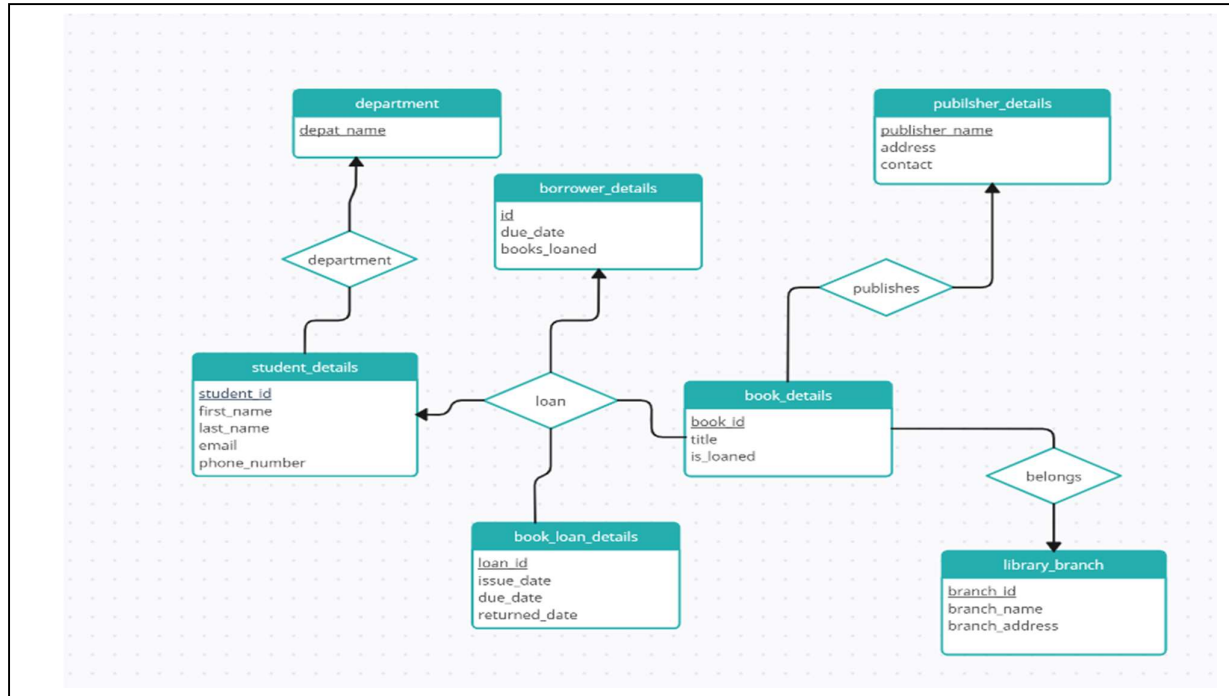 department
depat_name
pubilsher_details
publisher_name
address
contact
borrower_details
id
due_date
books_loaned
department
publishes
student_details
student_id
first_name
last_name
email
phone_number
loan
book_details
book_id
title
is_loaned
belongs
book_loan_details
loan_id
issue_date
due_date
returned_date
library_branch
branch_id
branch_name
branch_address